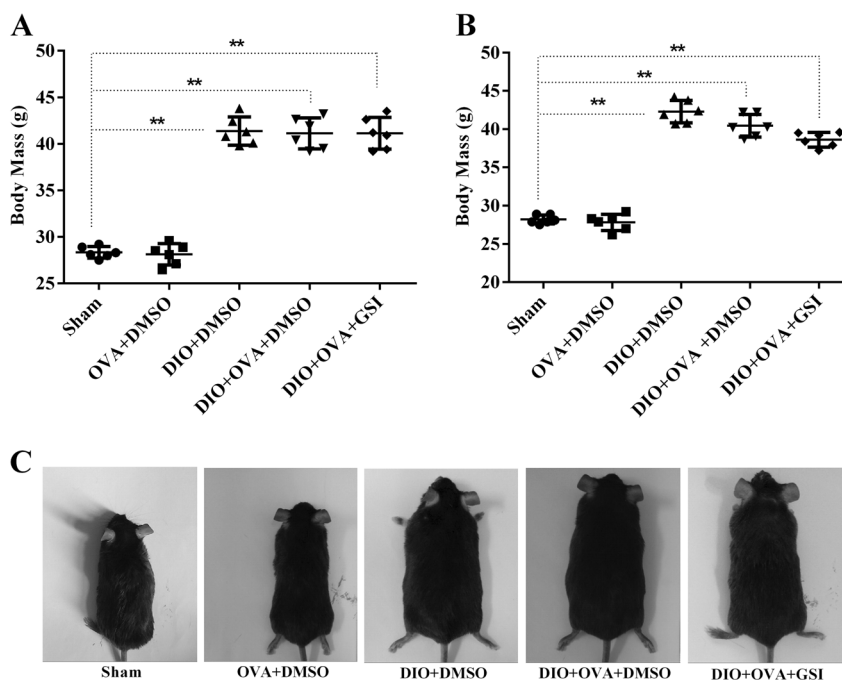 A
B
**
**
**
Body Mass (g)
50
45
40
35
30
25
Sham
OVA+DMSO
DIO+DMSO
DIO+OVA+DMSO
DIO+OVA+GSI
**
**
**
Body Mass (g)
50
45
40
35
30
25
20
Sham
OVA+DMSO
DIO+DMSO
DIO+OVA +DMSO
DIO+OVA+GSI
C
Sham
OVA+DMSO
DIO+DMSO
DIO+OVA+DMSO
DIO+OVA+GSI